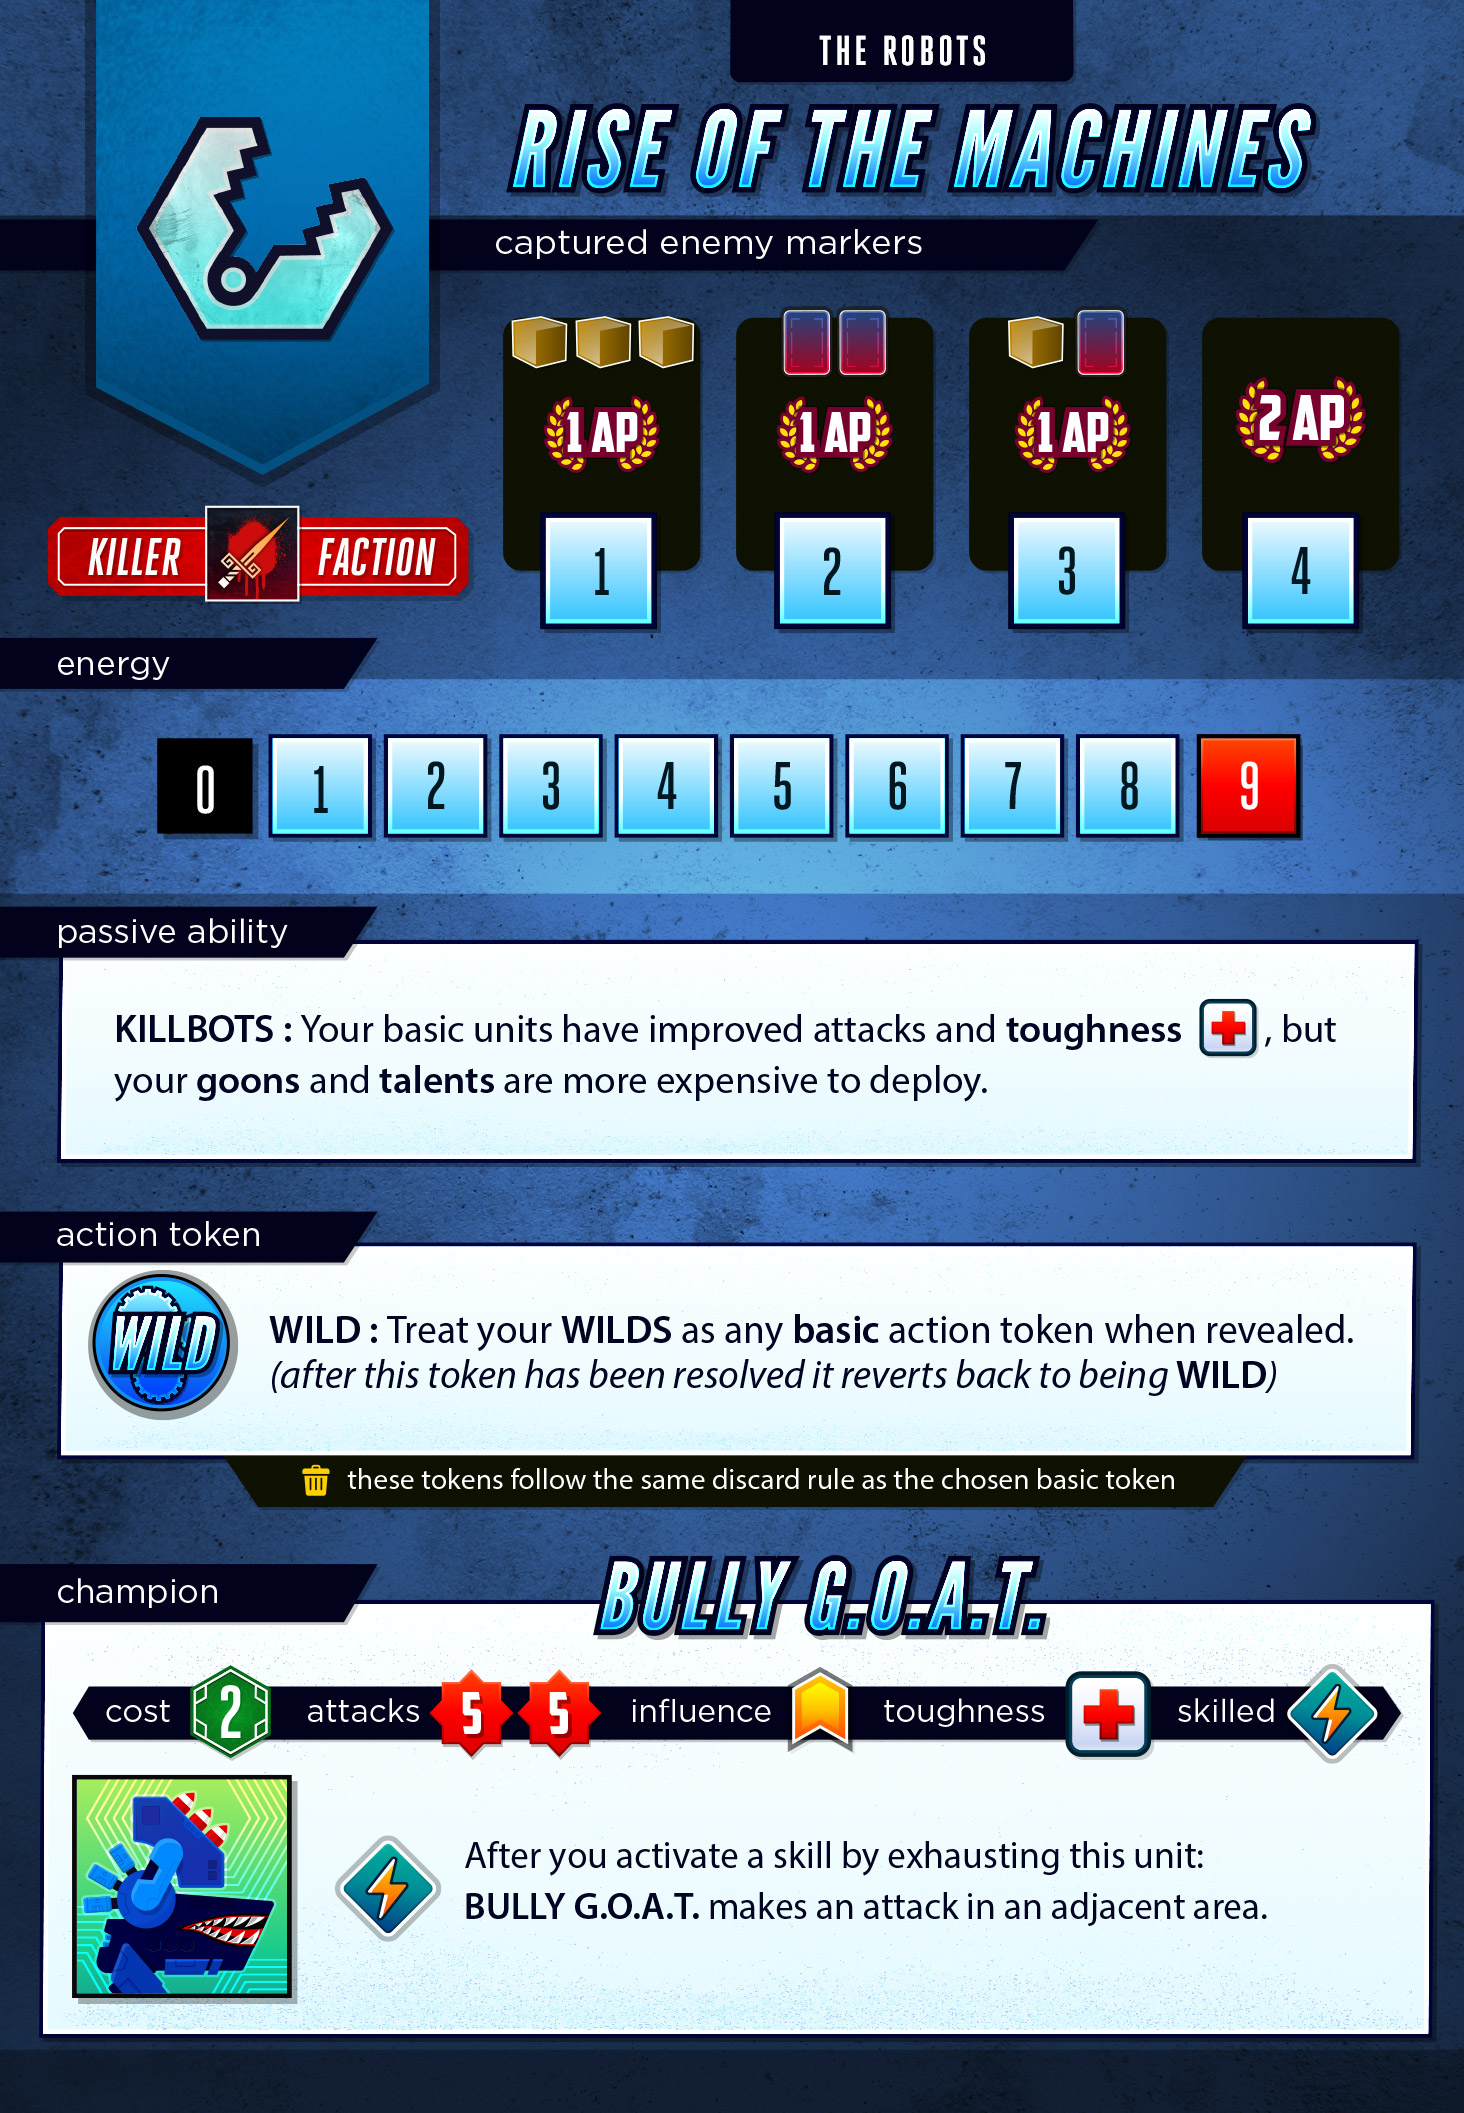 THE ROBOTS
RISE OF THE MACHINES
captured enemy markers
1 AP
1 AP
1 AP
2 AP
1
2
3
4
KILLER FACTION
energy
0 1 2 3 4 5 6 7 8 9
passive ability
KILLBOTS : Your basic units have improved attacks and toughness , but
your goons and talents are more expensive to deploy.
action token
WILD
WILD : Treat your WILDS as any basic action token when revealed.
(after this token has been resolved it reverts back to being WILD)
these tokens follow the same discard rule as the chosen basic token
champion
BULLY G.O.A.T.
cost 2 attacks 5 5 influence toughness skilled
After you activate a skill by exhausting this unit:
BULLY G.O.A.T. makes an attack in an adjacent area.